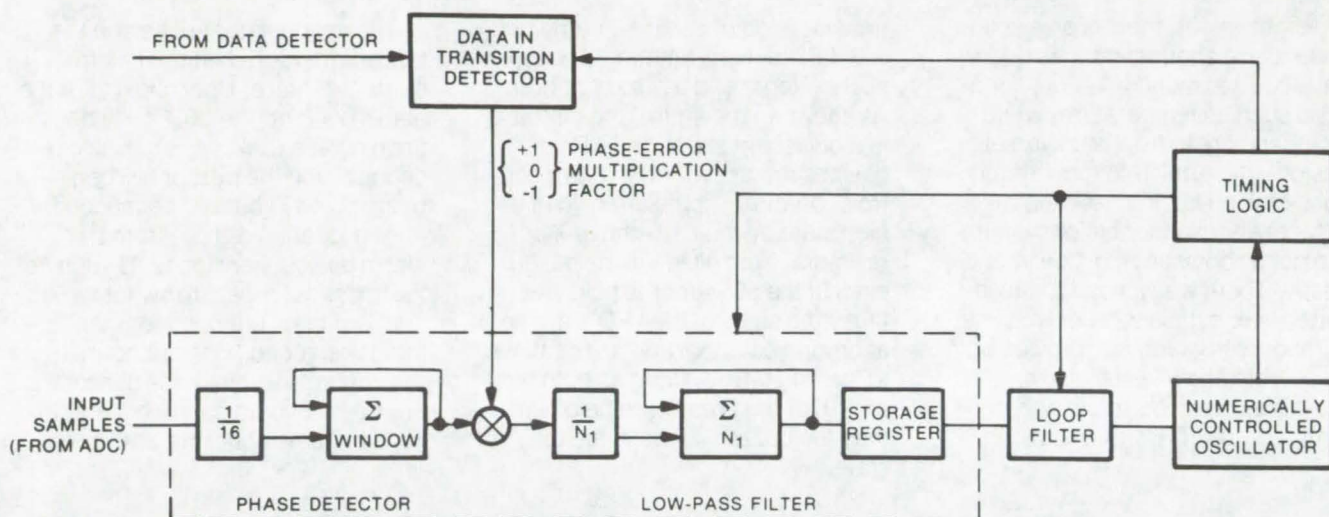 FROM DATA DETECTOR
DATA IN
TRANSITION
DETECTOR
+1
0
-1
PHASE-ERROR
MULTIPLICATION
FACTOR
TIMING
LOGIC
INPUT
SAMPLES
(FROM ADC)
1
16
Σ
WINDOW
1
N₁
Σ
N₁
STORAGE
REGISTER
LOOP
FILTER
NUMERICALLY
CONTROLLED
OSCILLATOR
PHASE DETECTOR
LOW-PASS FILTER